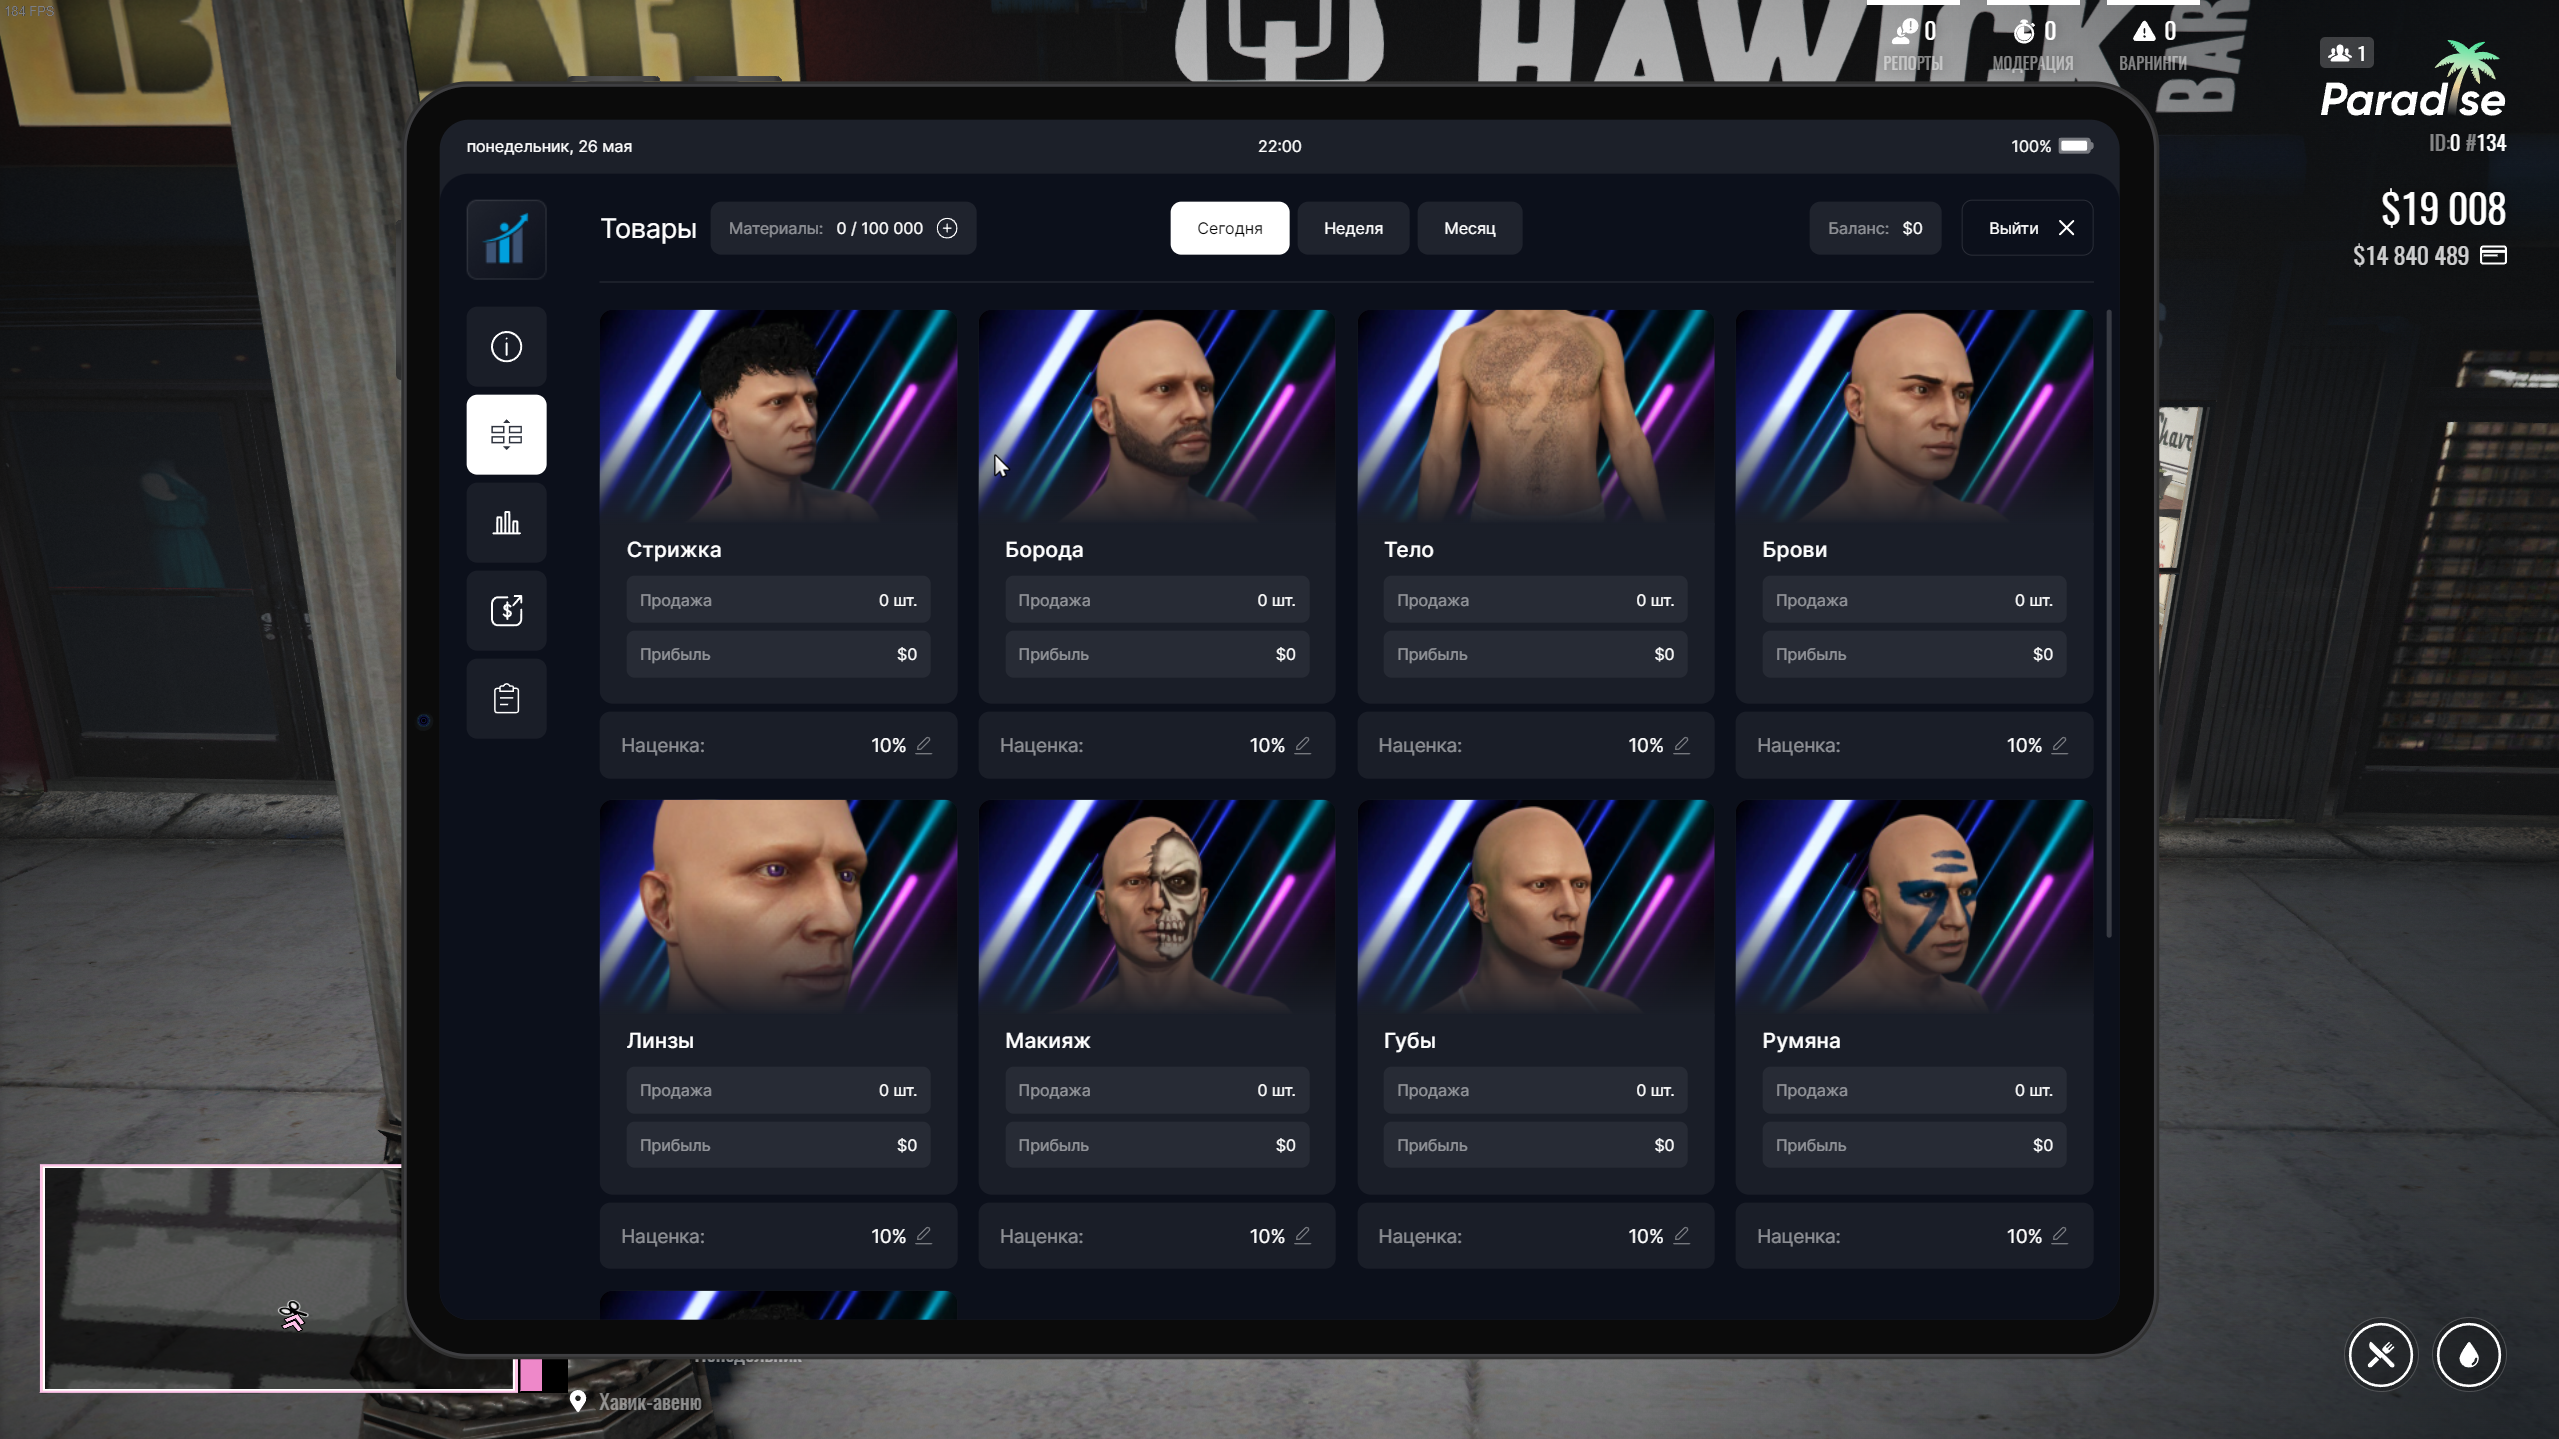 184 FPS
HAWICK
BAR
0
0
0
РЕПОРТЫ
МОДЕРАЦИЯ
ВАРНИНГИ
1
Paradise
ID:0 #134
$19 008
$14 840 489
понедельник, 26 мая
22:00
100%
Товары
Материалы: 0 / 100 000
Сегодня
Неделя
Месяц
Баланс: $0
Выйти
Стрижка
Продажа 0 шт.
Прибыль $0
Наценка: 10%
Борода
Продажа 0 шт.
Прибыль $0
Наценка: 10%
Тело
Продажа 0 шт.
Прибыль $0
Наценка: 10%
Брови
Продажа 0 шт.
Прибыль $0
Наценка: 10%
Линзы
Продажа 0 шт.
Прибыль $0
Наценка: 10%
Макияж
Продажа 0 шт.
Прибыль $0
Наценка: 10%
Губы
Продажа 0 шт.
Прибыль $0
Наценка: 10%
Румяна
Продажа 0 шт.
Прибыль $0
Наценка: 10%
Хавик-авеню